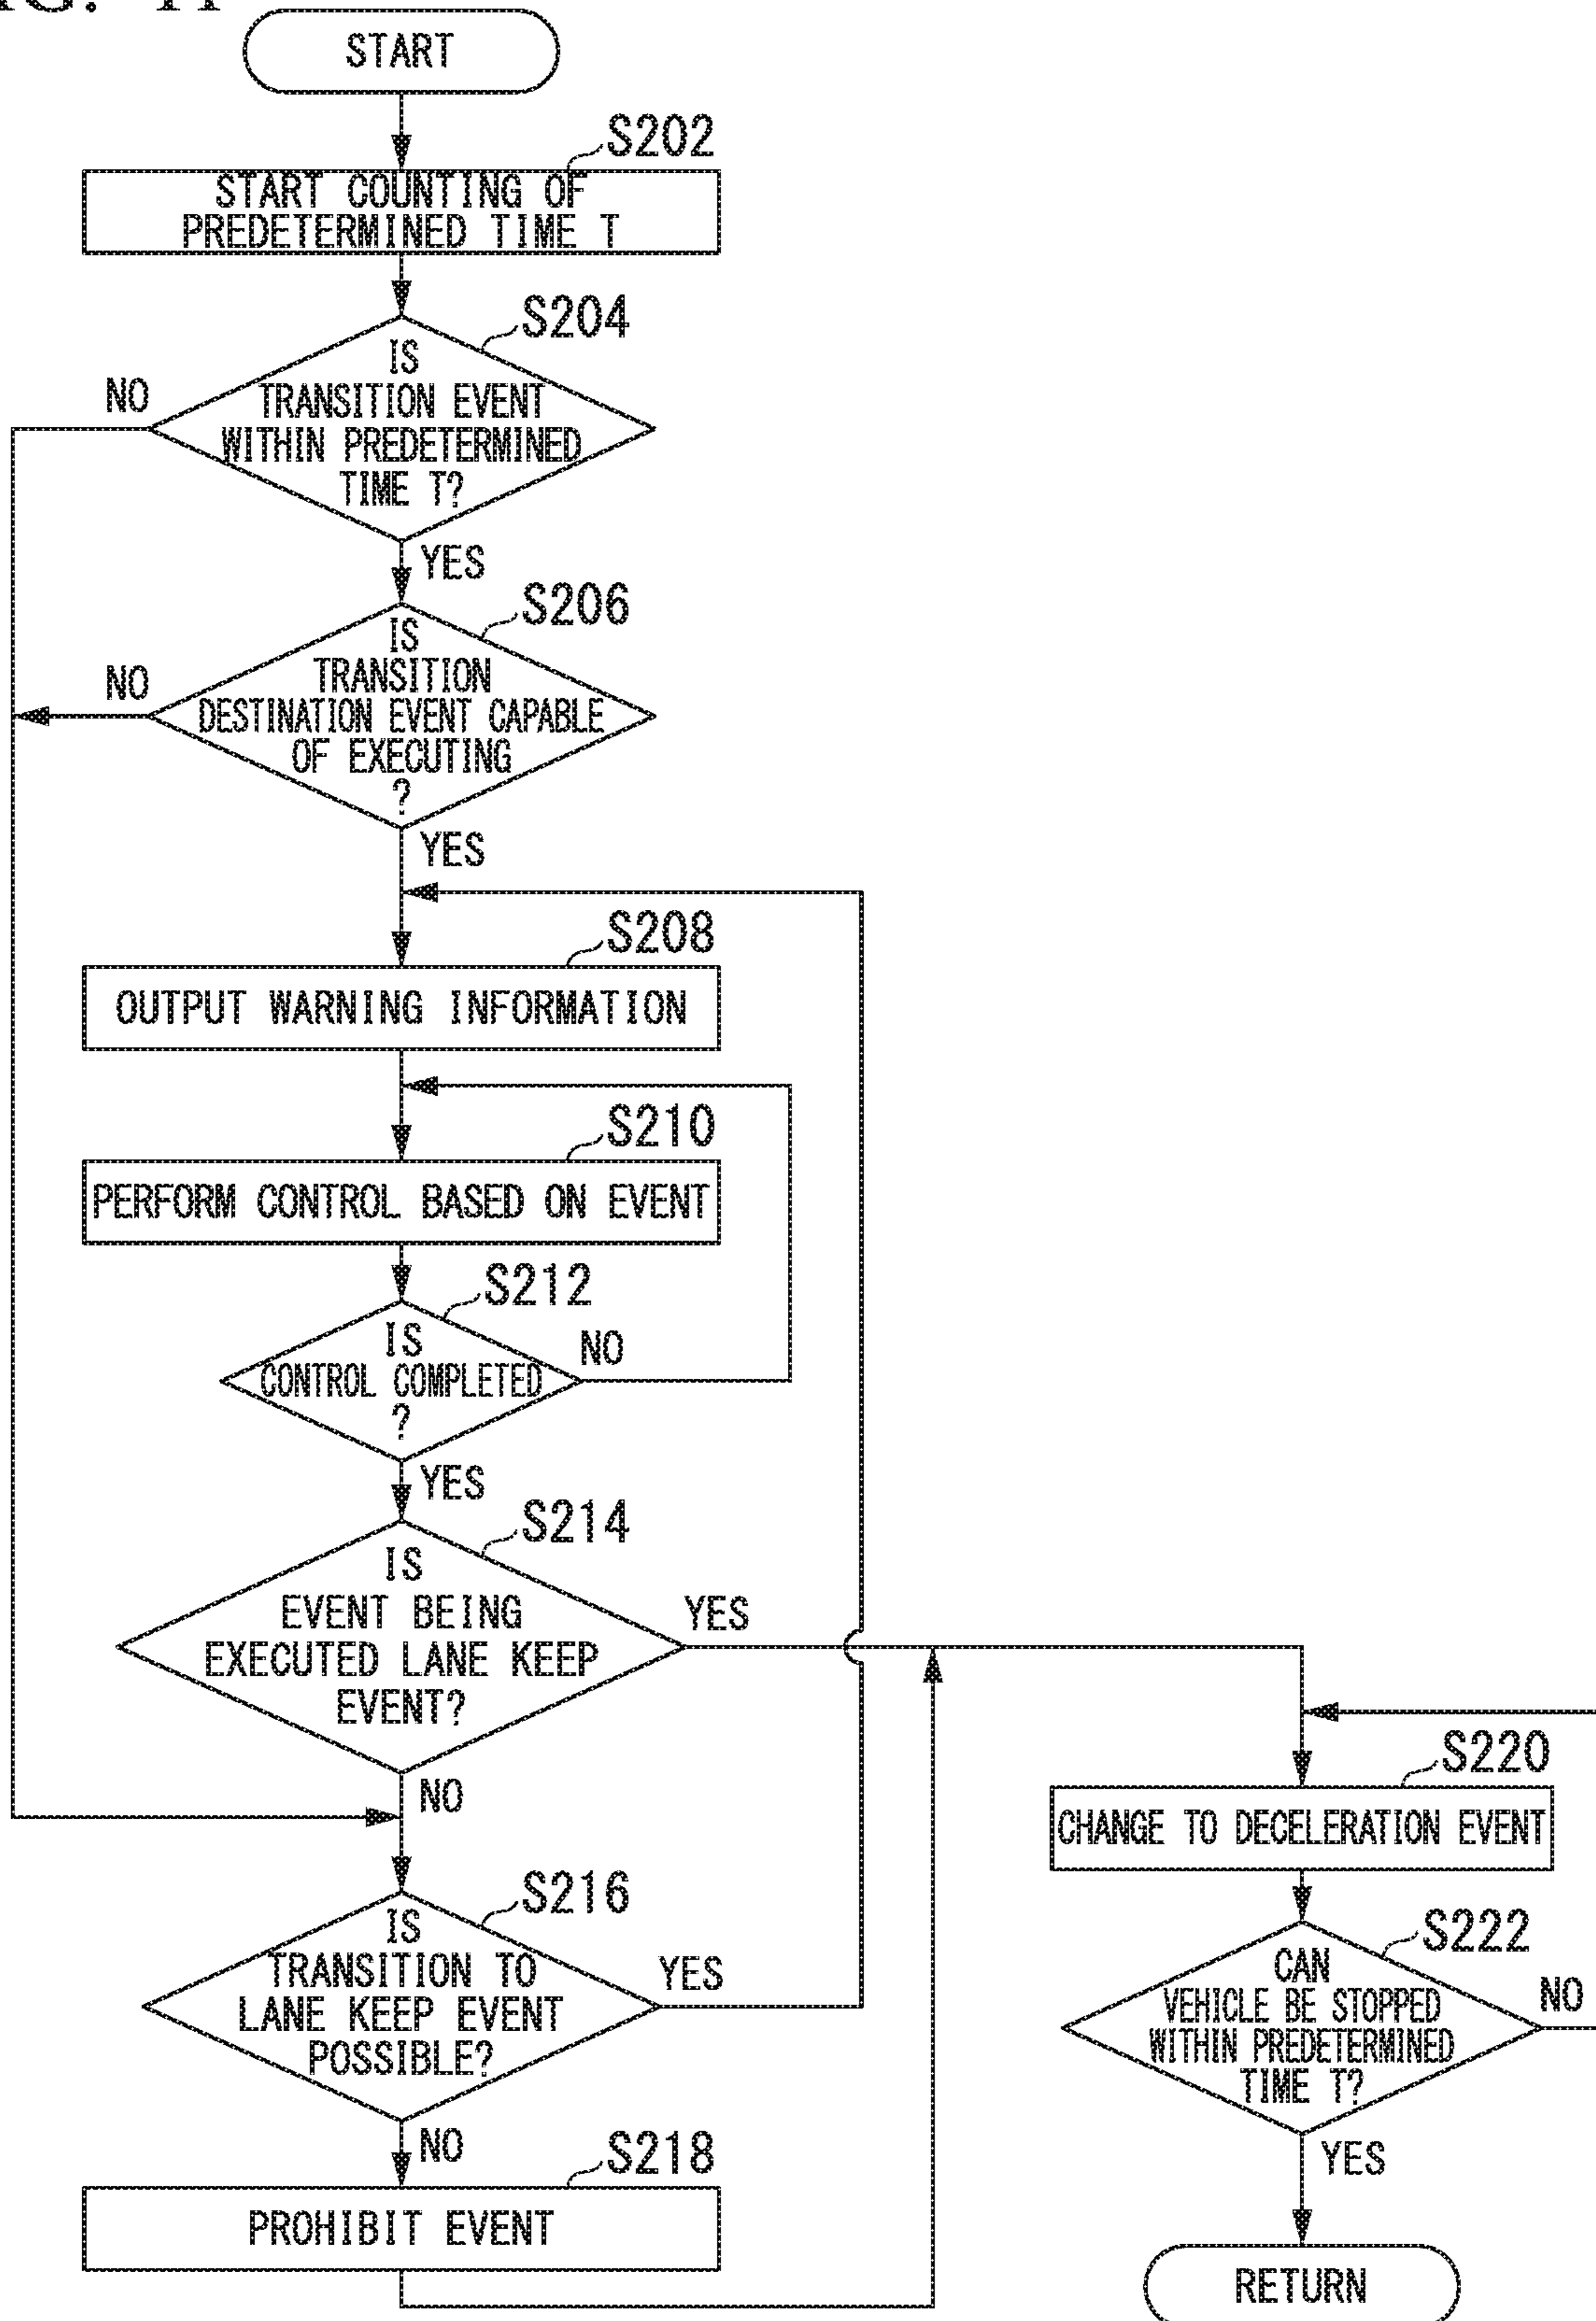 START
S202
START COUNTING OF
PREDETERMINED TIME T
S204
IS
TRANSITION EVENT
WITHIN PREDETERMINED
TIME T?
NO
YES
S206
IS
TRANSITION
DESTINATION EVENT CAPABLE
OF EXECUTING
?
NO
YES
S208
OUTPUT WARNING INFORMATION
S210
PERFORM CONTROL BASED ON EVENT
S212
IS
CONTROL COMPLETED
?
NO
YES
S214
IS
EVENT BEING
EXECUTED LANE KEEP
EVENT?
YES
NO
S216
IS
TRANSITION TO
LANE KEEP EVENT
POSSIBLE?
YES
NO
S218
PROHIBIT EVENT
S220
CHANGE TO DECELERATION EVENT
S222
CAN
VEHICLE BE STOPPED
WITHIN PREDETERMINED
TIME T?
NO
YES
RETURN